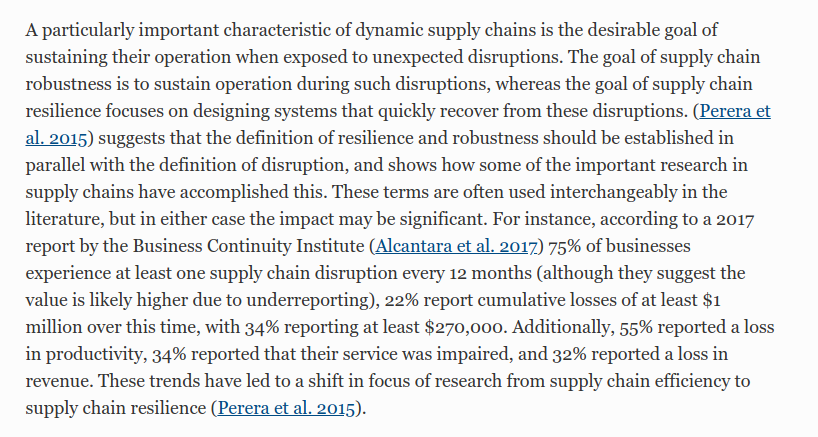 A particularly important characteristic of dynamic supply chains is the desirable goal of
sustaining their operation when exposed to unexpected disruptions. The goal of supply chain
robustness is to sustain operation during such disruptions, whereas the goal of supply chain
resilience focuses on designing systems that quickly recover from these disruptions. (Perera et
al. 2015) suggests that the definition of resilience and robustness should be established in
parallel with the definition of disruption, and shows how some of the important research in
supply chains have accomplished this. These terms are often used interchangeably in the
literature, but in either case the impact may be significant. For instance, according to a 2017
report by the Business Continuity Institute (Alcantara et al. 2017) 75% of businesses
experience at least one supply chain disruption every 12 months (although they suggest the
value is likely higher due to underreporting), 22% report cumulative losses of at least $1
million over this time, with 34% reporting at least $270,000. Additionally, 55% reported a loss
in productivity, 34% reported that their service was impaired, and 32% reported a loss in
revenue. These trends have led to a shift in focus of research from supply chain efficiency to
supply chain resilience (Perera et al. 2015).